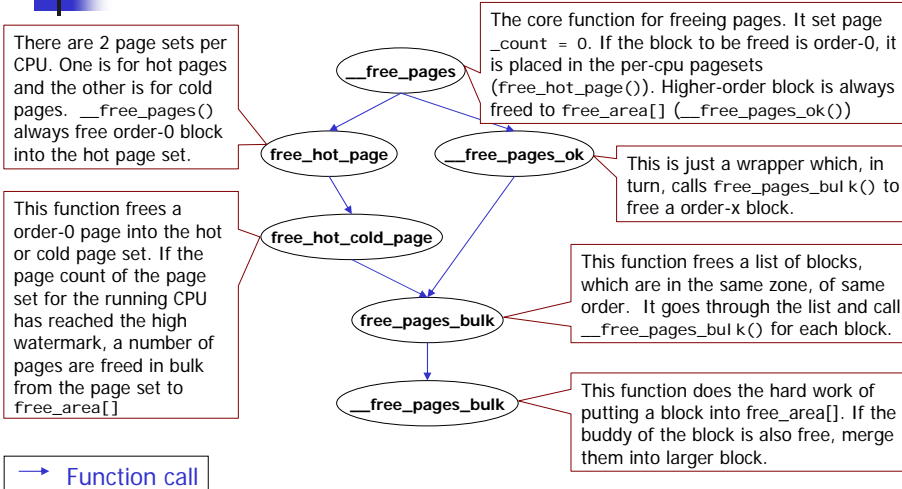 There are 2 page sets per
CPU. One is for hot pages
and the other is for cold
pages. __free_pages()
always free order-0 block
into the hot page set.
The core function for freeing pages. It set page
_count = 0. If the block to be freed is order-0, it
is placed in the per-cpu pagesets
(free_hot_page()). Higher-order block is always
freed to free_area[] (__free_pages_ok())
__free_pages
free_hot_page
__free_pages_ok
This is just a wrapper which, in
turn, calls free_pages_bulk() to
free a order-x block.
This function frees a
order-0 page into the hot
or cold page set. If the
page count of the page
set for the running CPU
has reached the high
watermark, a number of
pages are freed in bulk
from the page set to
free_area[]
free_hot_cold_page
This function frees a list of blocks,
which are in the same zone, of same
order. It goes through the list and call
__free_pages_bulk() for each block.
free_pages_bulk
__free_pages_bulk
This function does the hard work of
putting a block into free_area[]. If the
buddy of the block is also free, merge
them into larger block.
Function call